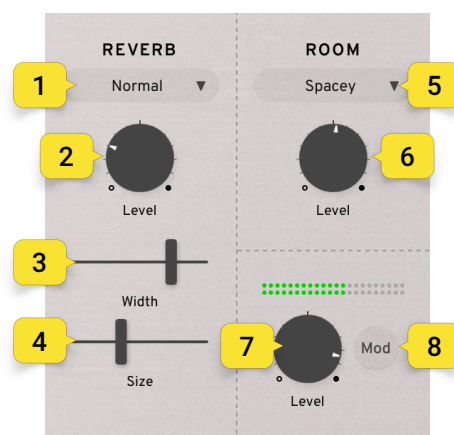 REVERB
ROOM
1
Normal ▼
Spacey ▼
5
2
6
Level
Level
3
Width
4
7
Mod
8
Size
Level